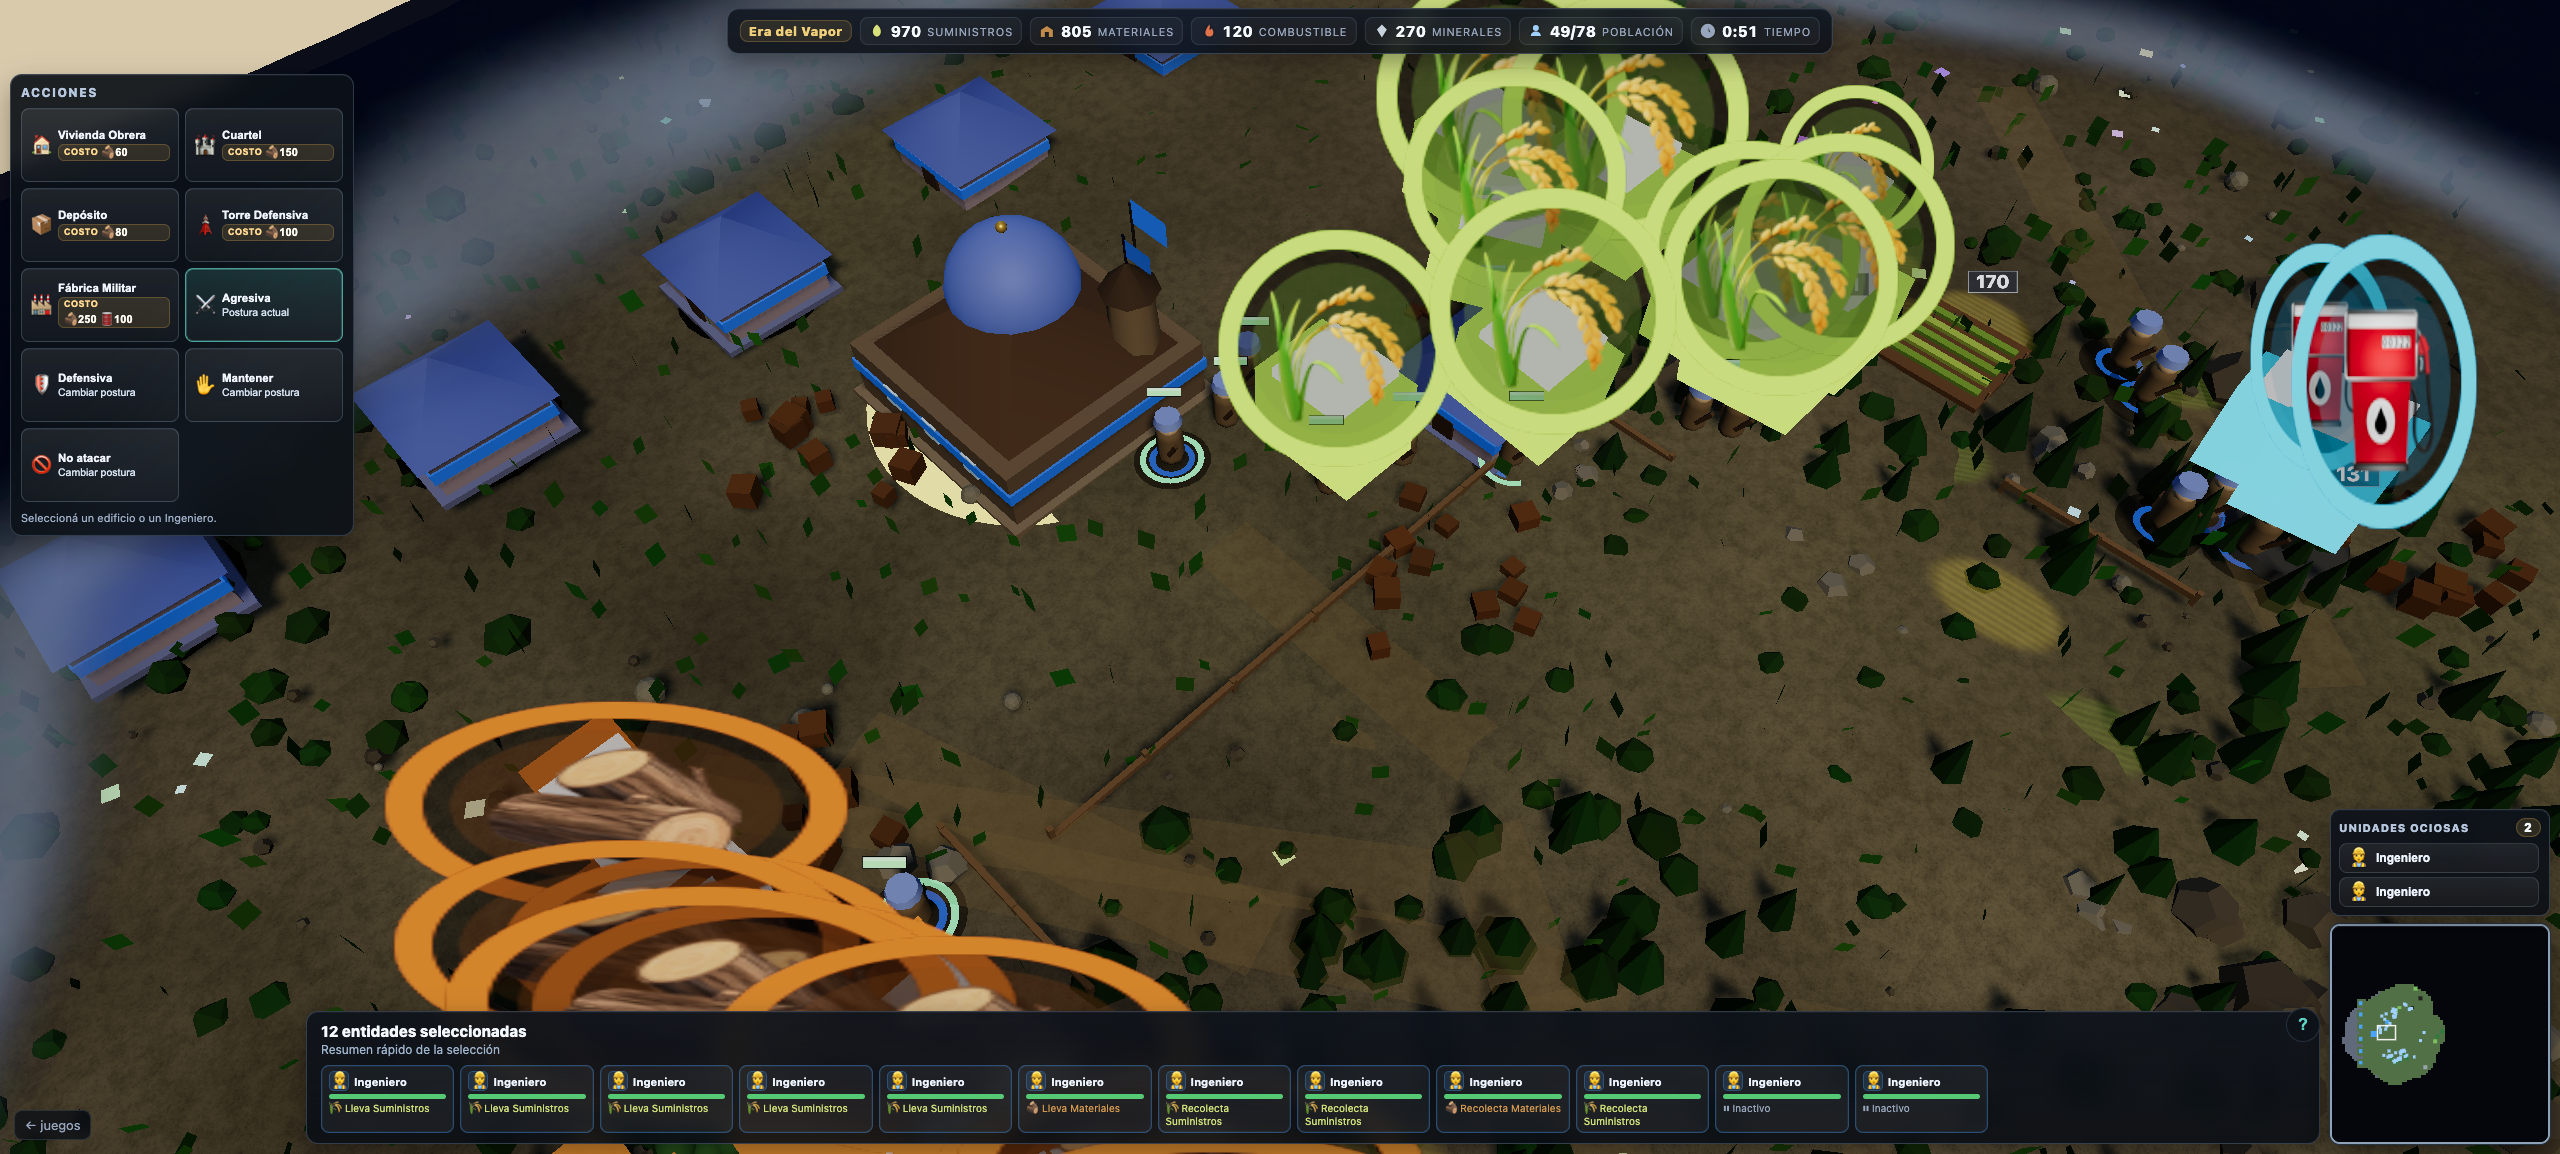 Era del Vapor
970 SUMINISTROS
805 MATERIALES
120 COMBUSTIBLE
270 MINERALES
49/78 POBLACIÓN
0:51 TIEMPO
ACCIONES
Vivienda Obrera
COSTO 60
Cuartel
COSTO 150
Depósito
COSTO 80
Torre Defensiva
COSTO 100
Fábrica Militar
COSTO
250 100
Agresiva
Postura actual
Defensiva
Cambiar postura
Mantener
Cambiar postura
No atacar
Cambiar postura
Seleccioná un edificio o un Ingeniero.
170
131
UNIDADES OCIOSAS 2
Ingeniero
Ingeniero
12 entidades seleccionadas
Resumen rápido de la selección
?
Ingeniero
Lleva Suministros
Ingeniero
Lleva Suministros
Ingeniero
Lleva Suministros
Ingeniero
Lleva Suministros
Ingeniero
Lleva Suministros
Ingeniero
Lleva Materiales
Ingeniero
Recolecta
Suministros
Ingeniero
Recolecta
Suministros
Ingeniero
Recolecta Materiales
Ingeniero
Recolecta
Suministros
Ingeniero
Inactivo
Ingeniero
Inactivo
← juegos